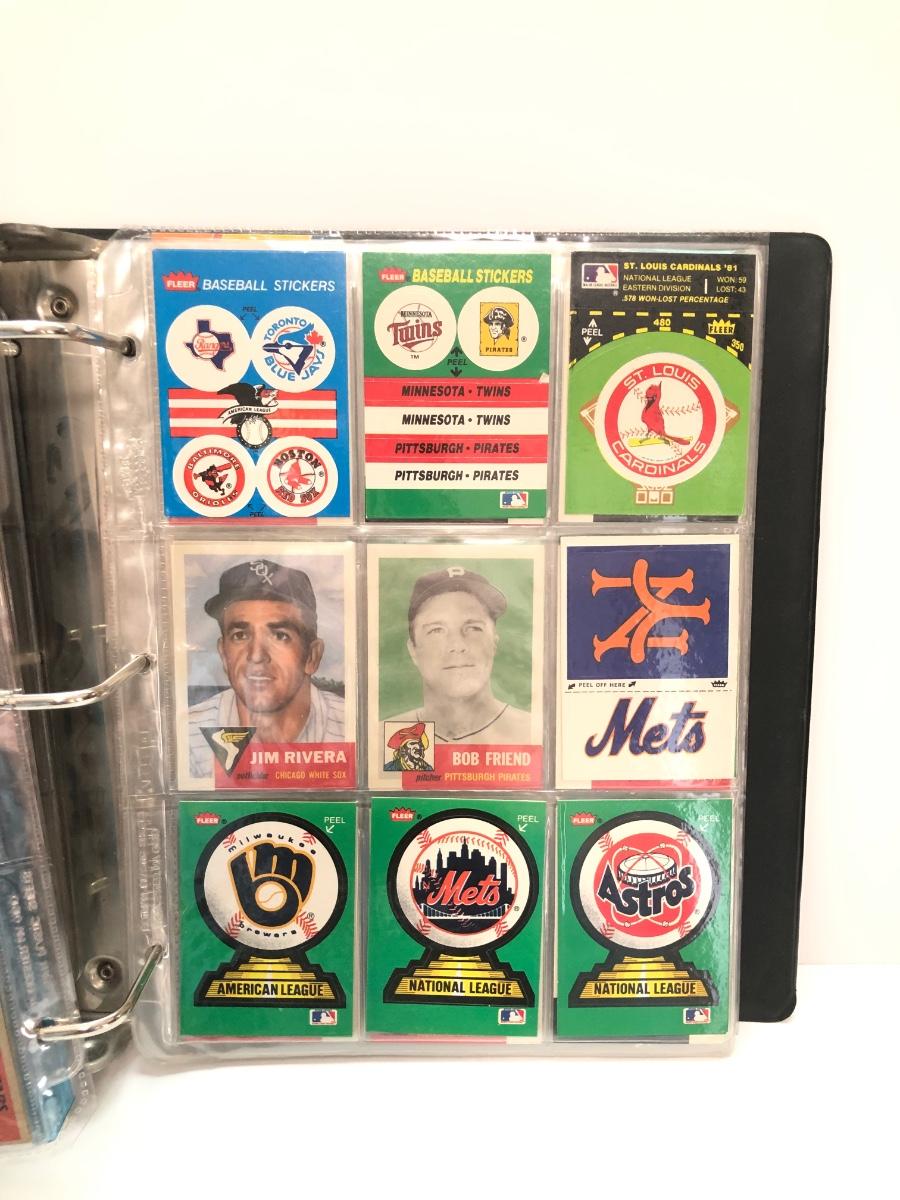 FLEER BASEBALL STICKERS
PEEL
Rangers
TORONTO
BLUE JAYS
AMERICAN LEAGUE
BALTIMORE
ORIOLES
BOSTON
RED SOX
PEEL
FLEER BASEBALL STICKERS
MINNESOTA
Twins
TM
PIRATES
®
PEEL
MINNESOTA • TWINS
MINNESOTA • TWINS
PITTSBURGH • PIRATES
PITTSBURGH • PIRATES
ST. LOUIS CARDINALS '81
NATIONAL LEAGUE
EASTERN DIVISION
WON: 59
LOST: 43
.578 WON-LOST PERCENTAGE
PEEL
480
FLEER
350
ST. LOUIS
CARDINALS
SOX
JIM RIVERA
outfielder CHICAGO WHITE SOX
P
BOB FRIEND
pitcher PITTSBURGH PIRATES
NY
PEEL OFF HERE
FLEER
Mets
FLEER®
PEEL
milwaukee
brewers
®
AMERICAN LEAGUE
FLEER®
PEEL
Mets
®
NATIONAL LEAGUE
FLEER®
PEEL
Astros
NATIONAL LEAGUE